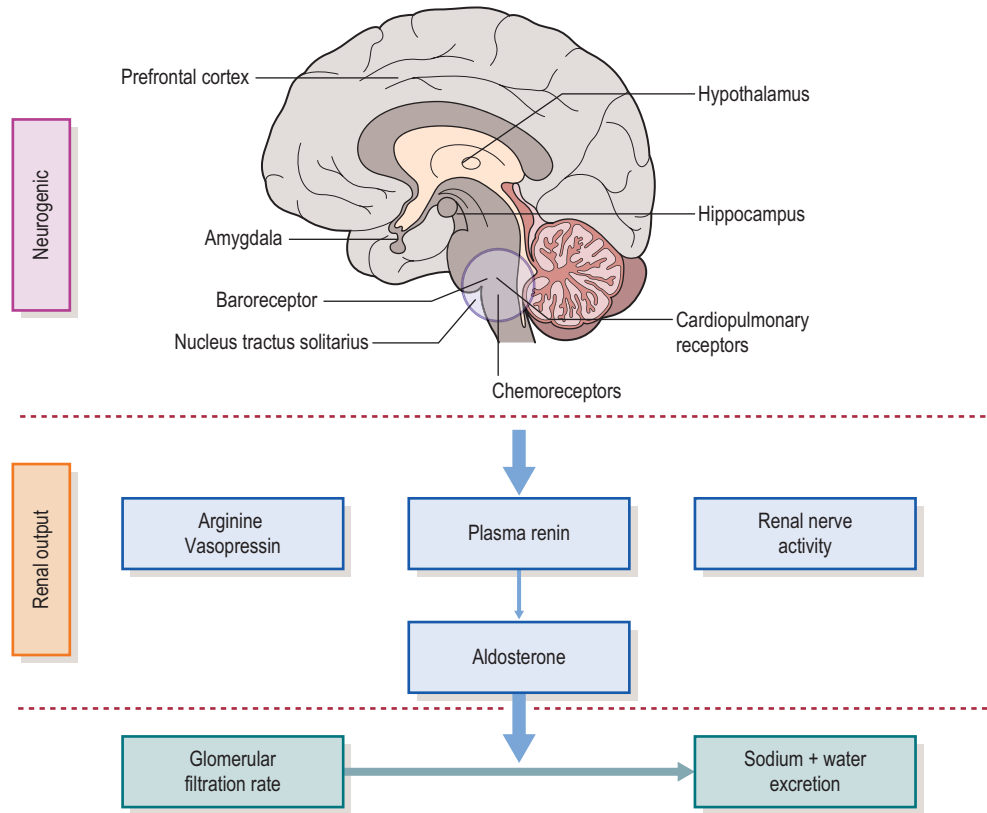 Prefrontal cortex
Hypothalamus
Neurogenic
Hippocampus
Amygdala
Baroreceptor
Cardiopulmonary
receptors
Nucleus tractus solitarius
Chemoreceptors
Renal output
Arginine
Vasopressin
Plasma renin
Renal nerve
activity
Aldosterone
Glomerular
filtration rate
Sodium + water
excretion